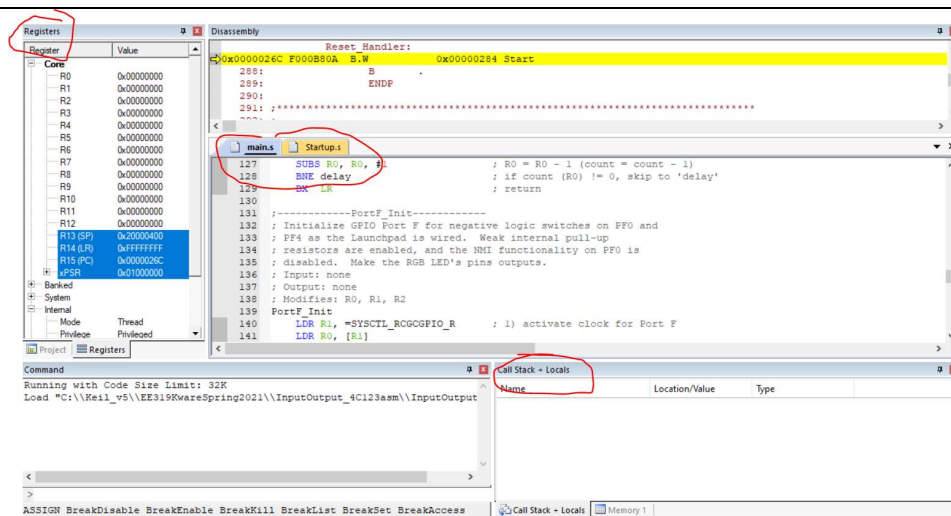 Registers
Register Value
Core
R0 0x00000000
R1 0x00000000
R2 0x00000000
R3 0x00000000
R4 0x00000000
R5 0x00000000
R6 0x00000000
R7 0x00000000
R8 0x00000000
R9 0x00000000
R10 0x00000000
R11 0x00000000
R12 0x00000000
R13 (SP) 0x20000400
R14 (LR) 0xFFFFFFFF
R15 (PC) 0x0000026C
xPSR 0x01000000
Banked
System
Internal
Mode Thread
Privilege Privileged
Project Registers
Disassembly
Reset_Handler:
0x0000026C F000B80A B.W 0x00000284 Start
288: B .
289: ENDP
290:
291: ;******************************************************************************
main.s Startup.s
127 SUBS R0, R0, #1 ; R0 = R0 - 1 (count = count - 1)
128 BNE delay ; if count (R0) != 0, skip to 'delay'
129 BX LR ; return
130
131 ;------------PortF_Init------------
132 ; Initialize GPIO Port F for negative logic switches on PF0 and
133 ; PF4 as the Launchpad is wired. Weak internal pull-up
134 ; resistors are enabled, and the NMI functionality on PF0 is
135 ; disabled. Make the RGB LED's pins outputs.
136 ; Input: none
137 ; Output: none
138 ; Modifies: R0, R1, R2
139 PortF_Init
140 LDR R1, =SYSCTL_RCGCGPIO_R ; 1) activate clock for Port F
141 LDR R0, [R1]
Command
Running with Code Size Limit: 32K
Load "C:\\Keil_v5\\EE319KwareSpring2021\\InputOutput_4C123asm\\InputOutput
>
ASSIGN BreakDisable BreakEnable BreakKill BreakList BreakSet BreakAccess
Call Stack + Locals
Name Location/Value Type
Call Stack + Locals Memory 1